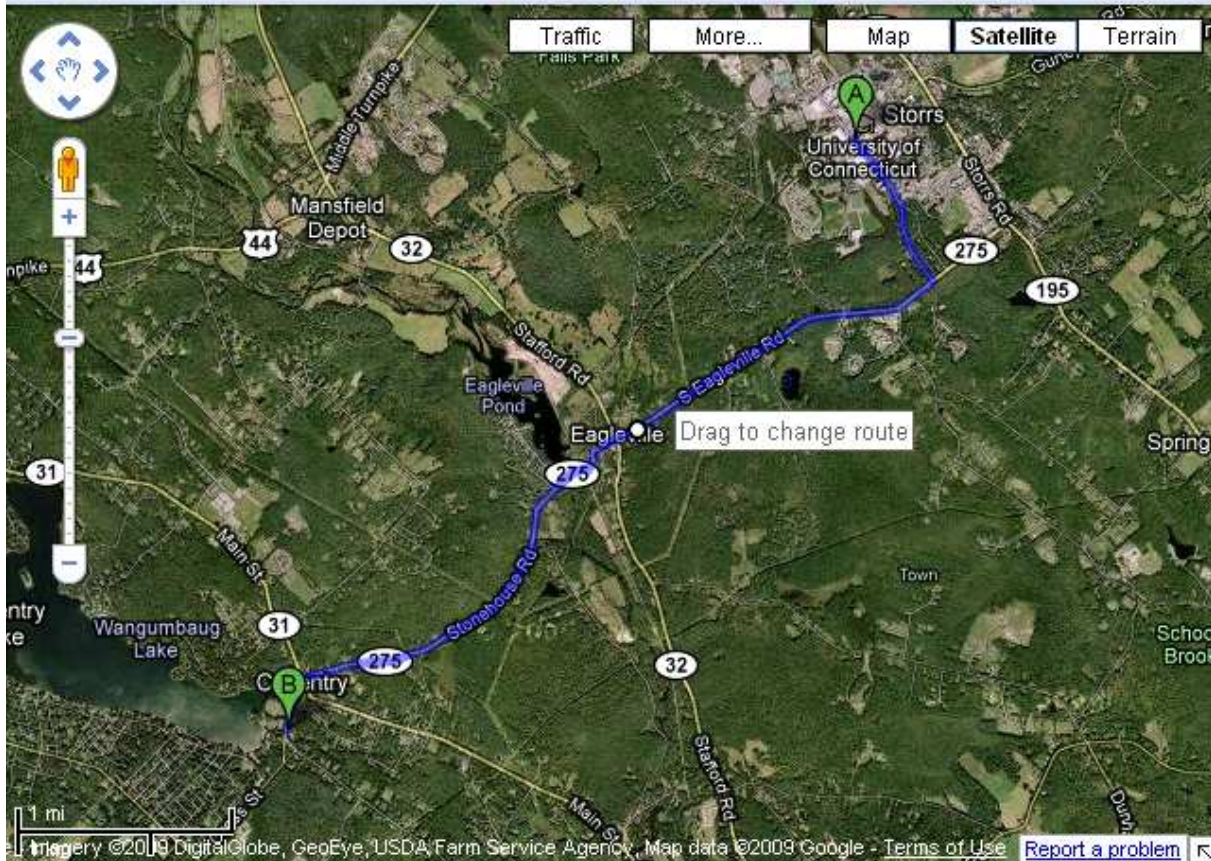 Traffic
More...
Map
Satellite
Terrain
Falls Park
Middle Turnpike
Storrs
University of
Connecticut
Storrs Rd
Mansfield
Depot
44
44
32
275
195
Stafford Rd
Eagleville
Pond
S Eagleville Rd
Eagleville
Drag to change route
Spring
31
275
Main St
Stonehouse Rd
Town
Wangumbaug
Lake
31
275
32
Schoo
Brook
A
B
Stafford Rd
Main St
1 mi
Imagery ©2009 DigitalGlobe, GeoEye, USDA Farm Service Agency, Map data ©2009 Google - Terms of Use
Report a problem